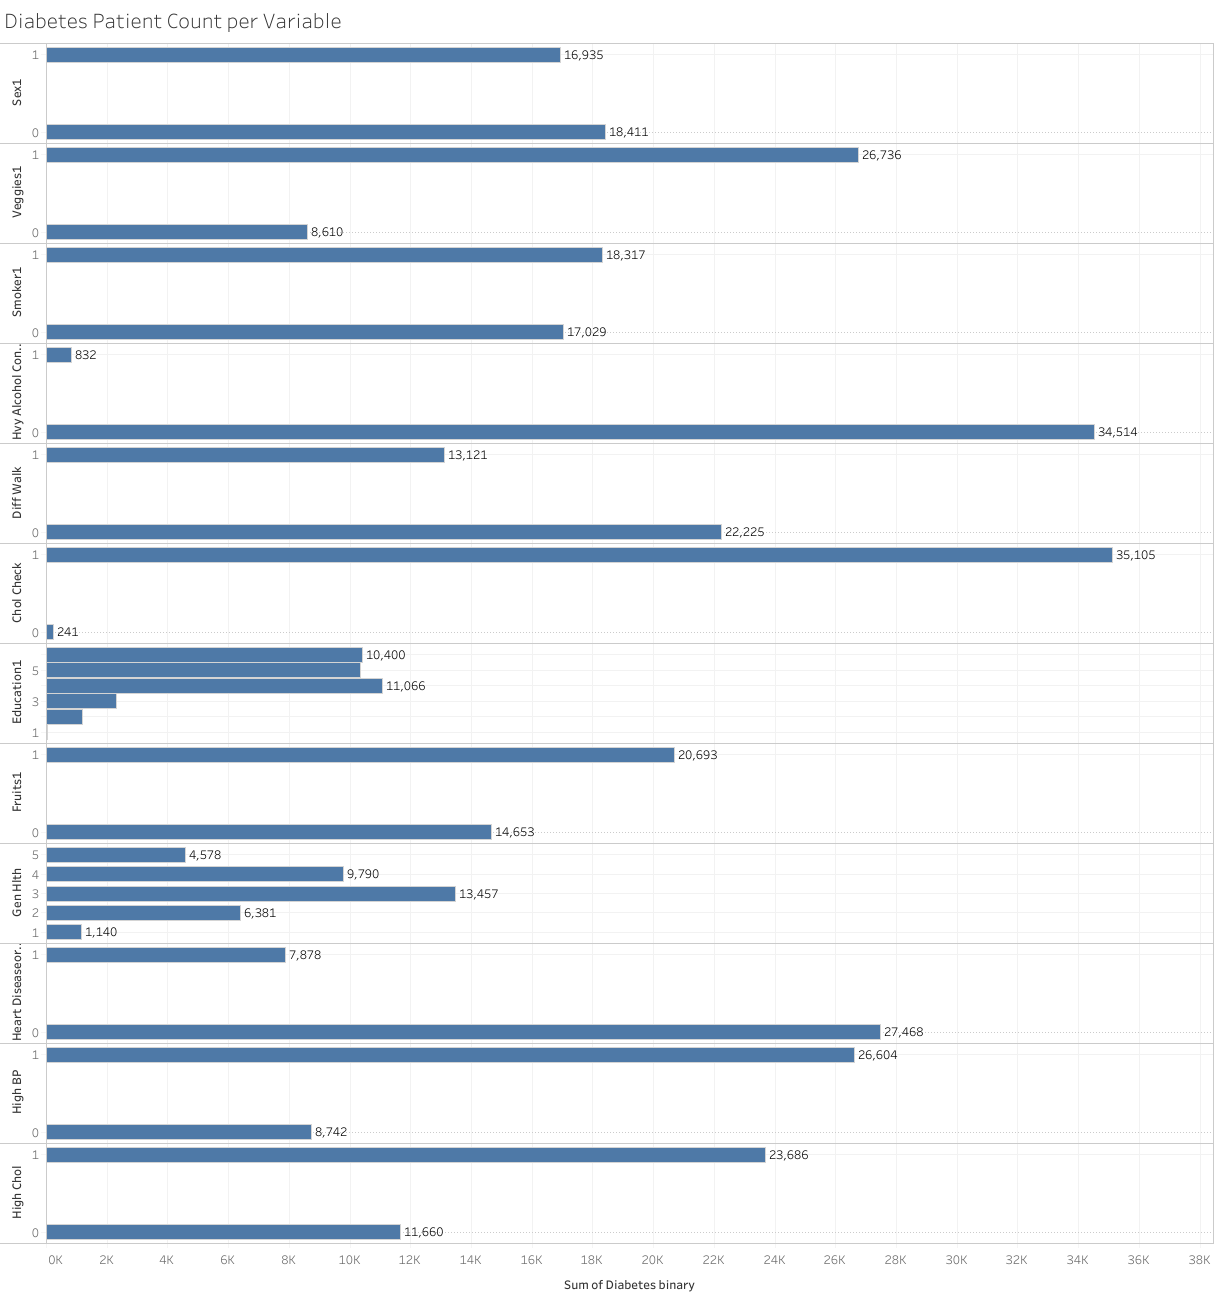 Diabetes Patient Count per Variable
Sex1
1 16,935
0 18,411
Veggies1
1 26,736
0 8,610
Smoker1
1 18,317
0 17,029
Hvy Alcohol Con..
1 832
0 34,514
Diff Walk
1 13,121
0 22,225
Chol Check
1 35,105
0 241
Education1
10,400
5
11,066
3
1
Fruits1
1 20,693
0 14,653
Gen Hlth
5 4,578
4 9,790
3 13,457
2 6,381
1 1,140
Heart Diseaseor..
1 7,878
0 27,468
High BP
1 26,604
0 8,742
High Chol
1 23,686
0 11,660
0K 2K 4K 6K 8K 10K 12K 14K 16K 18K 20K 22K 24K 26K 28K 30K 32K 34K 36K 38K
Sum of Diabetes binary